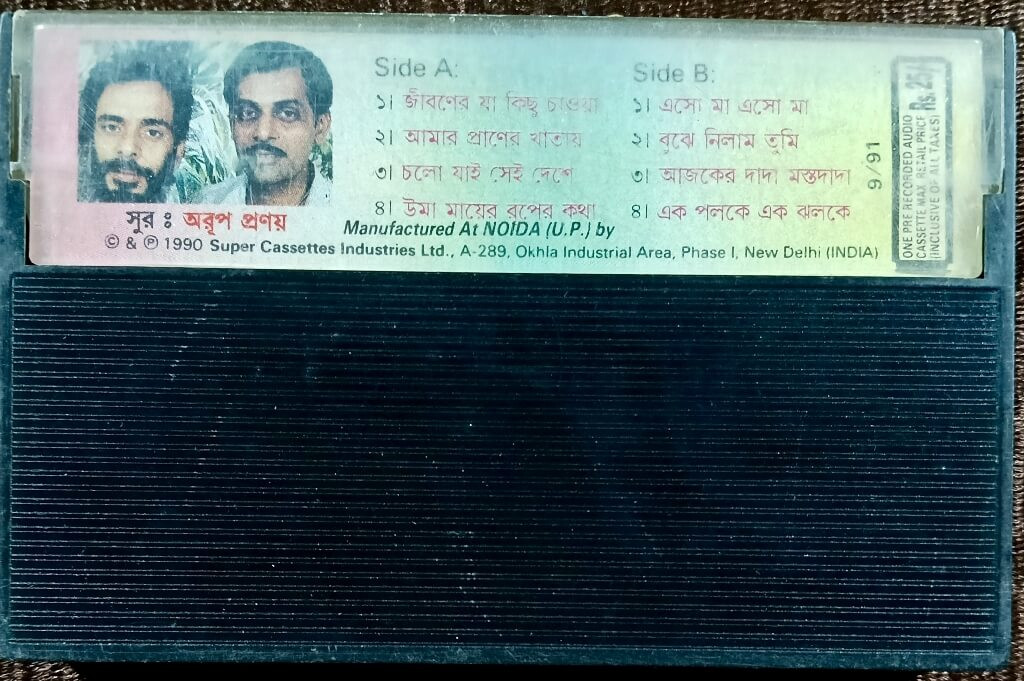 Side A:
১। জীবনের যা কিছু চাওয়া
২। আমার প্রাণের খাতায়
৩। চলো যাই সেই দেশে
৪। উমা মায়ের রূপের কথা
Side B:
১। এসো মা এসো মা
২। বুঝে নিলাম তুমি
৩। আজকের দাদা মস্তদাদা
৪। এক পলকে এক ঝলকে
সুর : অরূপ প্রণয়
Manufactured At NOIDA (U.P.) by
© & ℗ 1990 Super Cassettes Industries Ltd., A-289, Okhla Industrial Area, Phase I, New Delhi (INDIA)
9/91
ONE PRE RECORDED AUDIO
CASSETTE MAX. RETAIL PRICE Rs. 25/-
(INCLUSIVE OF ALL TAXES)